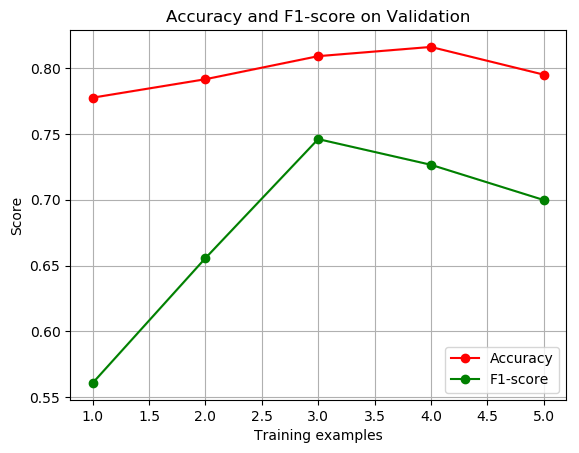 Accuracy and F1-score on Validation
0.80
0.75
0.70
0.65
0.60
0.55
Score
1.0 1.5 2.0 2.5 3.0 3.5 4.0 4.5 5.0
Training examples
Accuracy
F1-score